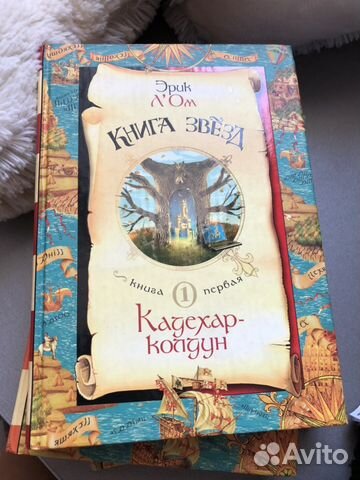 Эрик
Л'Ом
Книга звёзд
книга 1 первая
Кадехар-
колдун
Avito